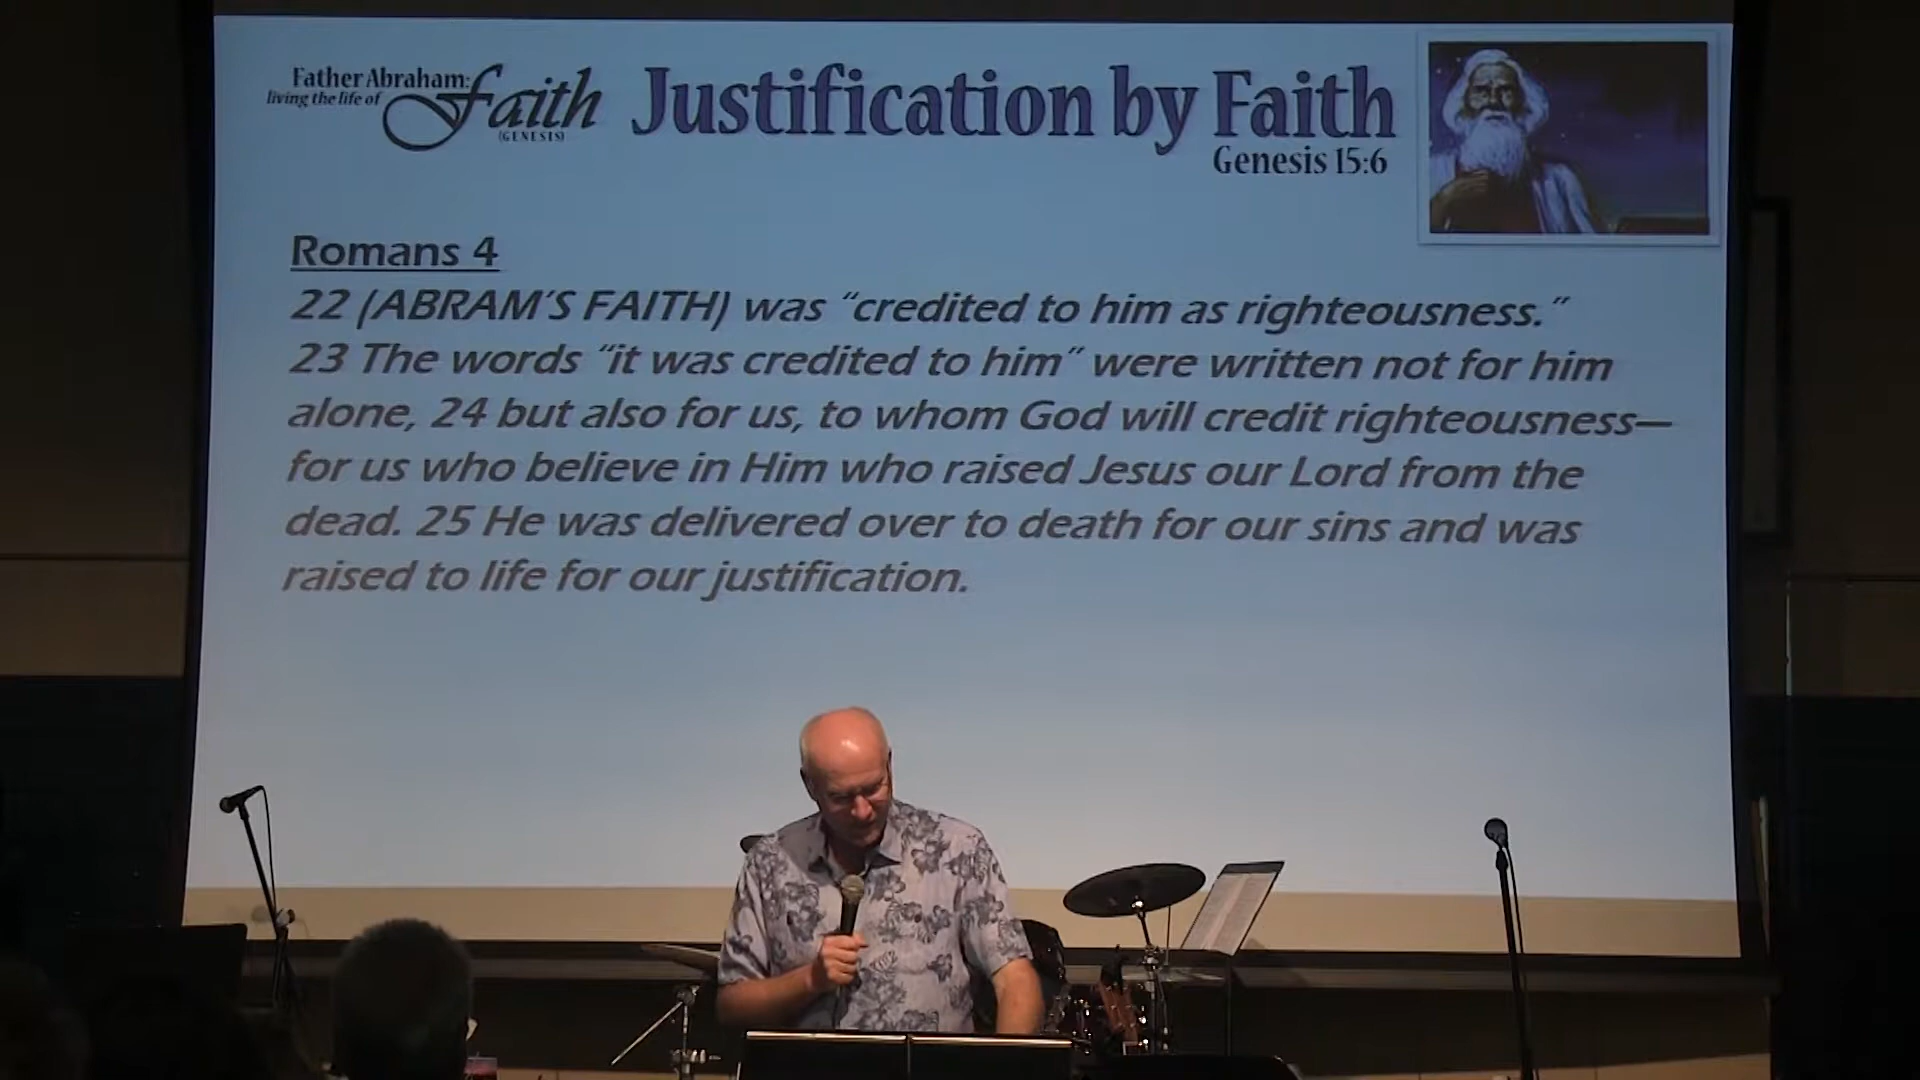 Father Abraham:
living the life of
Faith
(GENESIS)
Justification by Faith
Genesis 15:6
Romans 4
22 (ABRAM'S FAITH) was “credited to him as righteousness.”
23 The words “it was credited to him” were written not for him
alone, 24 but also for us, to whom God will credit righteousness—
for us who believe in Him who raised Jesus our Lord from the
dead. 25 He was delivered over to death for our sins and was
raised to life for our justification.